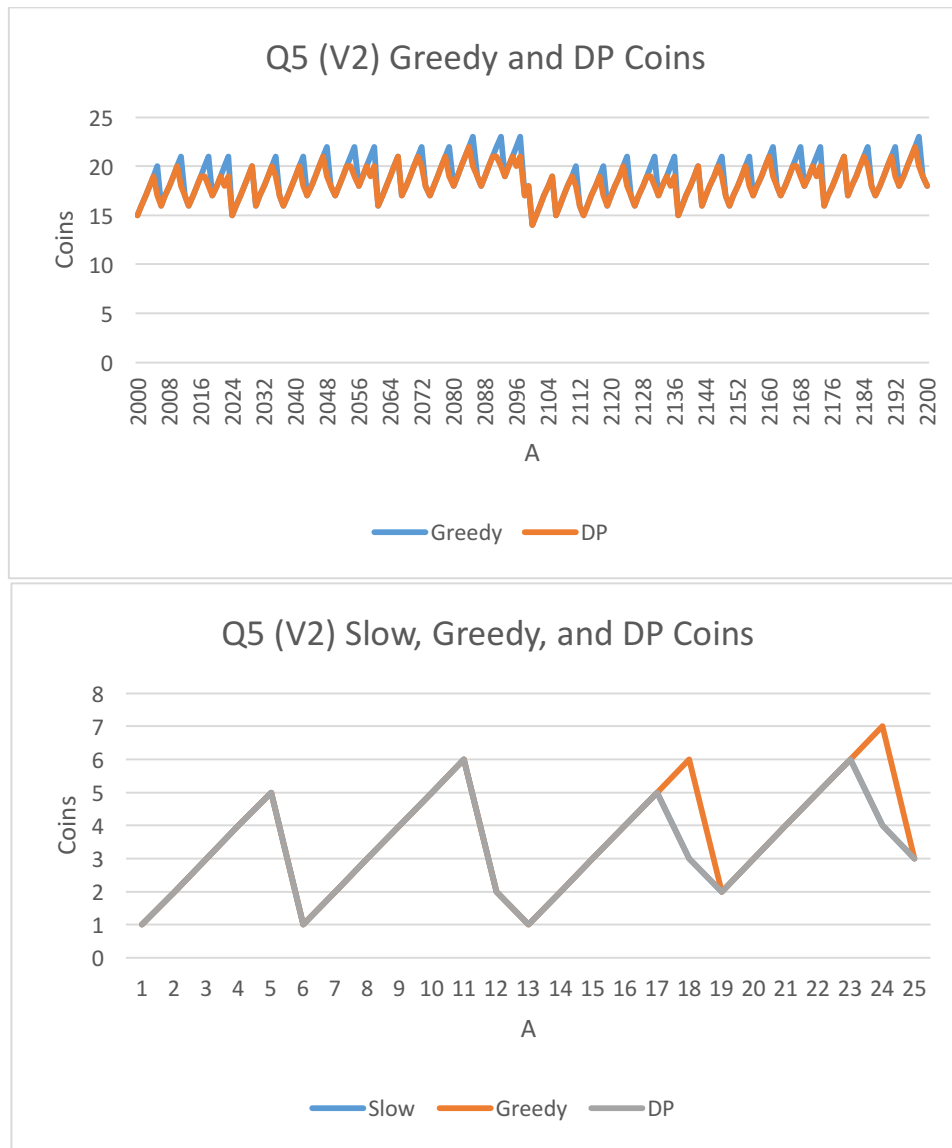 Q5 (V2) Greedy and DP Coins
25
20
15
10
5
0
Coins
2000 2008 2016 2024 2032 2040 2048 2056 2064 2072 2080 2088 2096 2104 2112 2120 2128 2136 2144 2152 2160 2168 2176 2184 2192 2200
A
Greedy DP
Q5 (V2) Slow, Greedy, and DP Coins
8
7
6
5
4
3
2
1
0
Coins
1 2 3 4 5 6 7 8 9 10 11 12 13 14 15 16 17 18 19 20 21 22 23 24 25
A
Slow Greedy DP